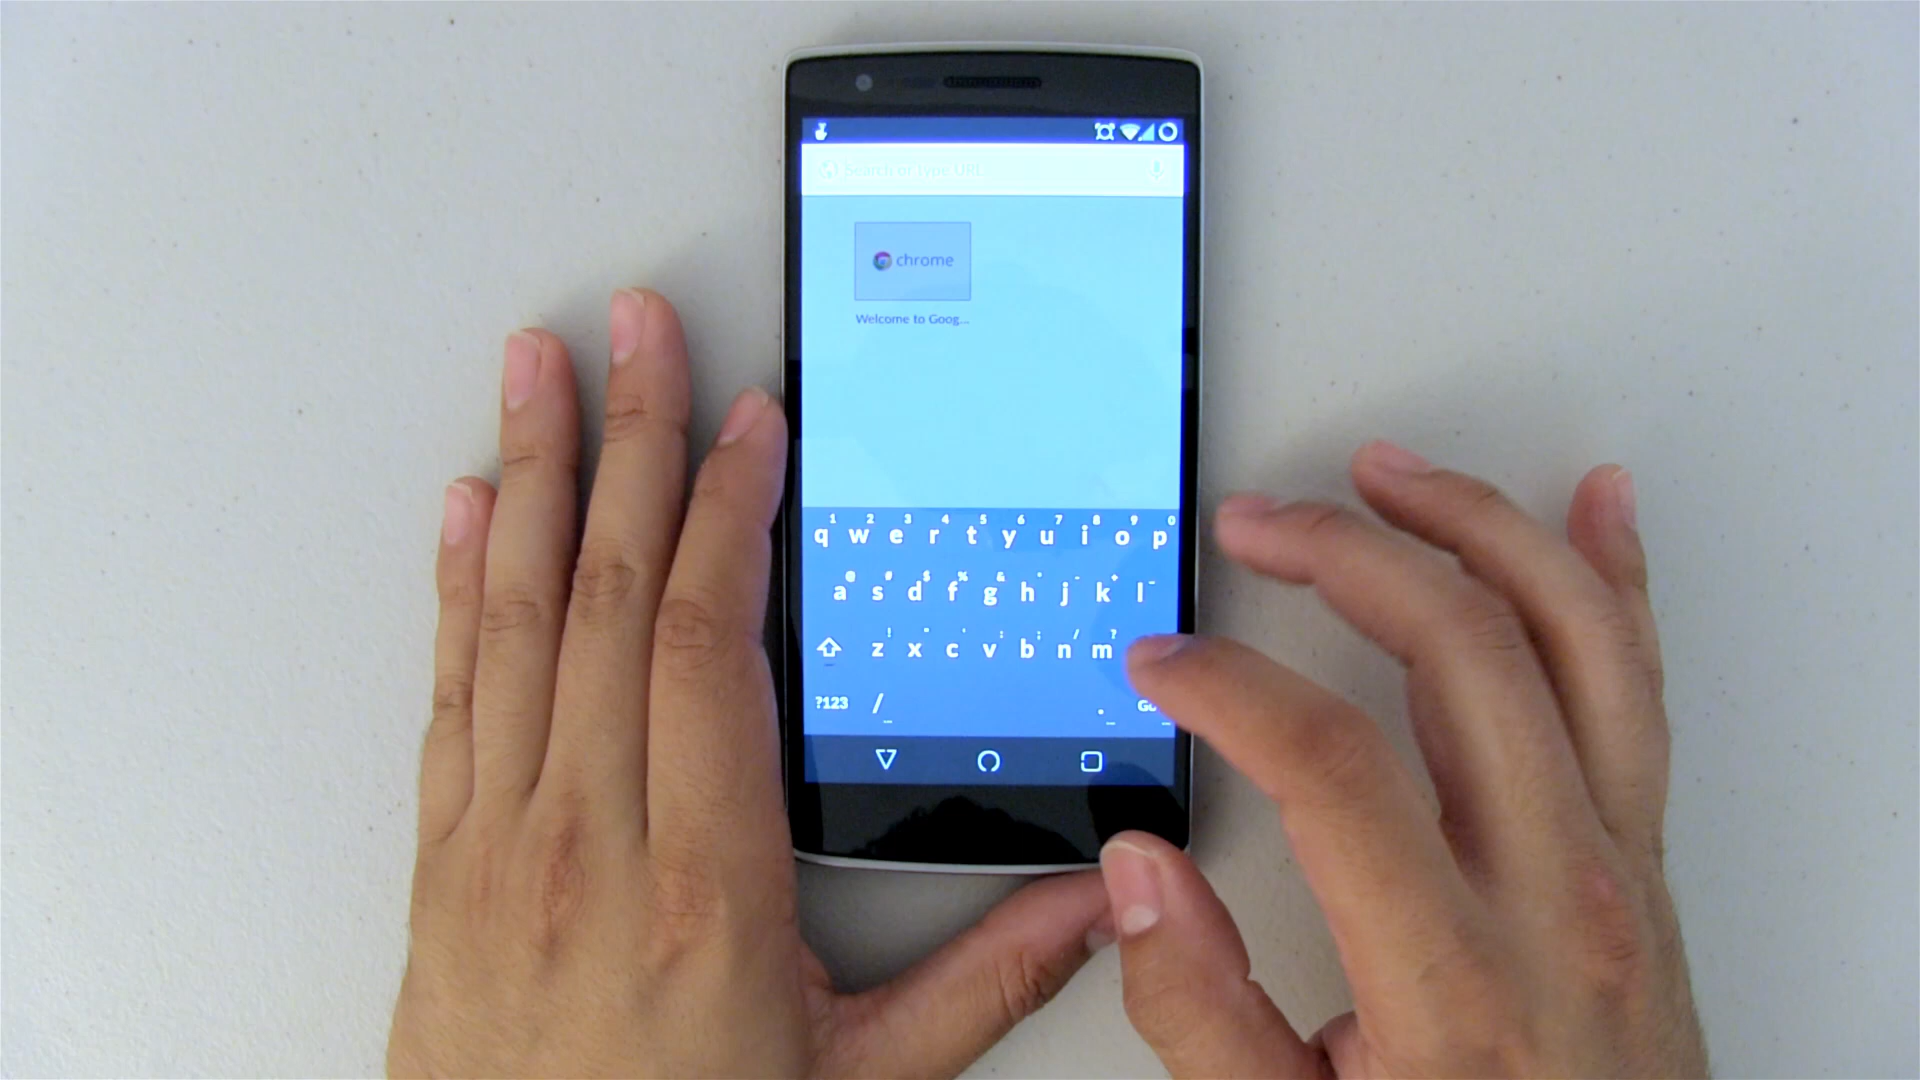 Search or type URL
chrome
Welcome to Goog...
1 2 3 4 5 6 7 8 9 0
q w e r t y u i o p
@ # $ % & * - +
a s d f g h j k l
! " ' : ; / ?
z x c v b n m
?123 / . Go